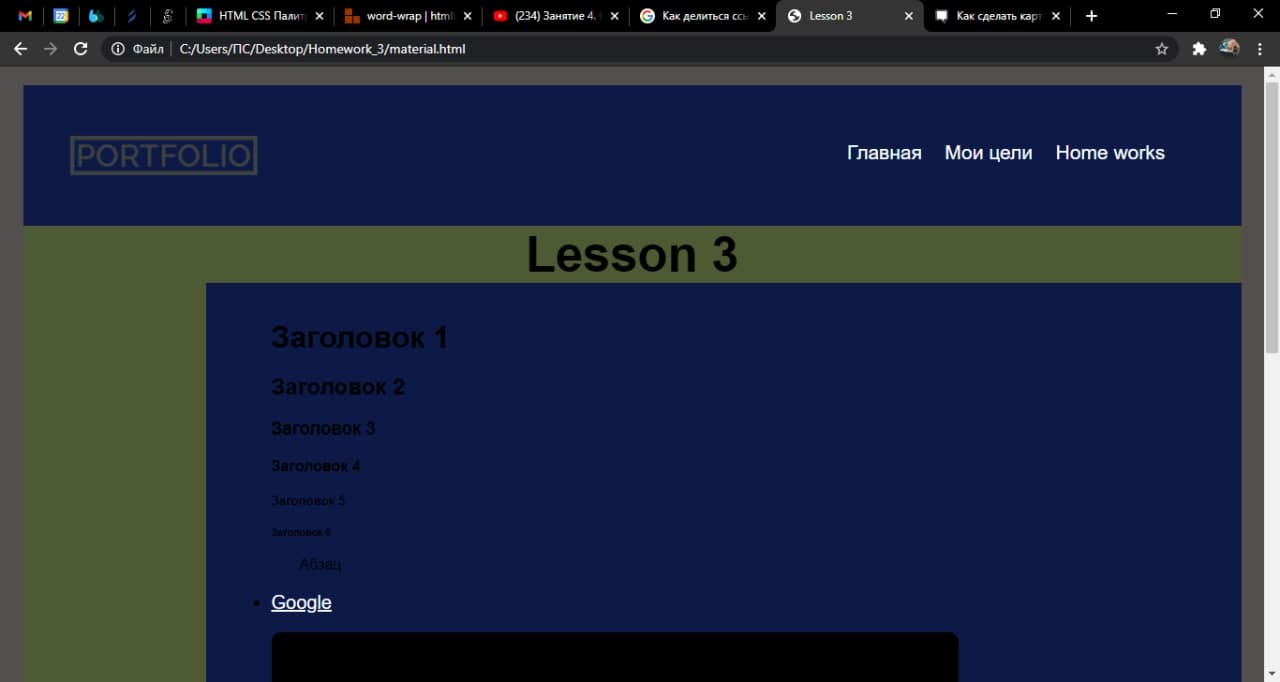 HTML CSS Палит
word-wrap | html
(234) Занятие 4.
Как делиться ссы
Lesson 3
Как сделать карт
Файл
C:/Users/ПС/Desktop/Homework_3/material.html
PORTFOLIO
Главная Мои цели Home works
Lesson 3
Заголовок 1
Заголовок 2
Заголовок 3
Заголовок 4
Заголовок 5
Заголовок 6
Абзац
Google